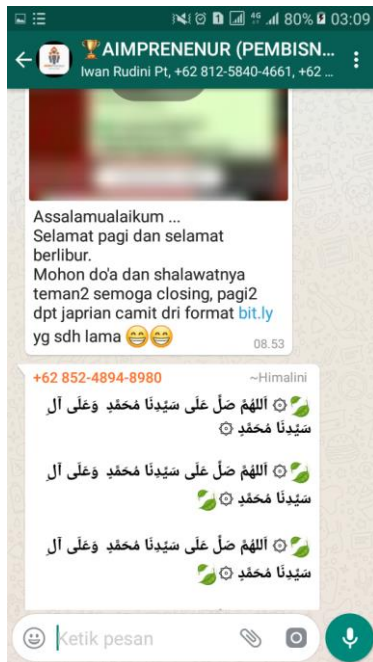 80% 03:09
🏆AIMPRENENUR (PEMBISN...
Iwan Rudini Pt, +62 812-5840-4661, +62 ...
Assalamualaikum ...
Selamat pagi dan selamat
berlibur.
Mohon do'a dan shalawatnya
teman2 semoga closing, pagi2
dpt japrian camit dri format bit.ly
yg sdh lama 😁😁
08.53
+62 852-4894-8980 ~Himalini
🍃۞ اَللهُمَّ صَلِّ عَلَى سَيِّدِنَا مُحَمَّدٍ وَعَلَى آلِ
سَيِّدِنَا مُحَمَّدٍ ۞
🍃۞ اَللهُمَّ صَلِّ عَلَى سَيِّدِنَا مُحَمَّدٍ وَعَلَى آلِ
سَيِّدِنَا مُحَمَّدٍ ۞🍃
🍃۞ اَللهُمَّ صَلِّ عَلَى سَيِّدِنَا مُحَمَّدٍ وَعَلَى آلِ
سَيِّدِنَا مُحَمَّدٍ ۞🍃
Ketik pesan